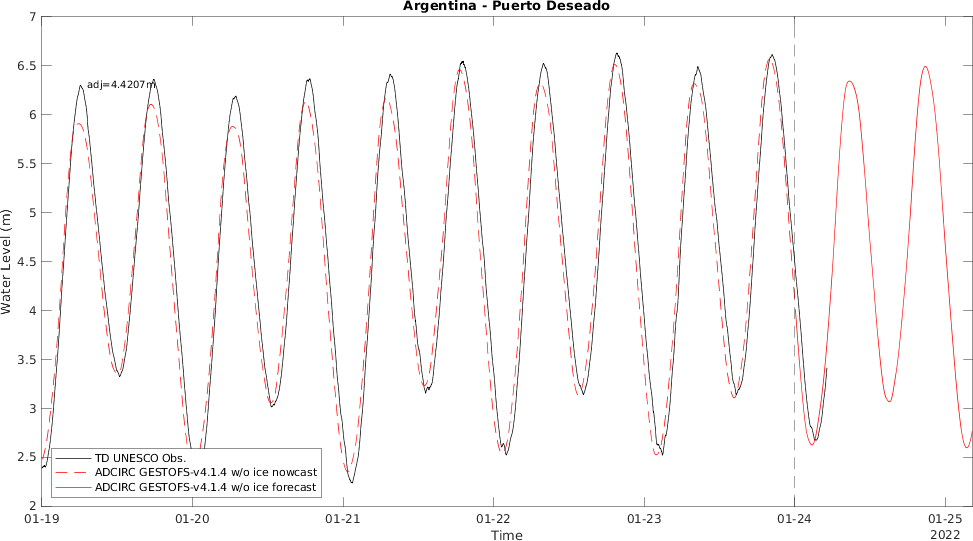 Argentina - Puerto Deseado
7
6.5
adj=4.4207m
6
5.5
5
4.5
4
3.5
3
2.5
2
Water Level (m)
TD UNESCO Obs.
ADCIRC GESTOFS-v4.1.4 w/o ice nowcast
ADCIRC GESTOFS-v4.1.4 w/o ice forecast
01-19 01-20 01-21 01-22 01-23 01-24 01-25
Time
2022